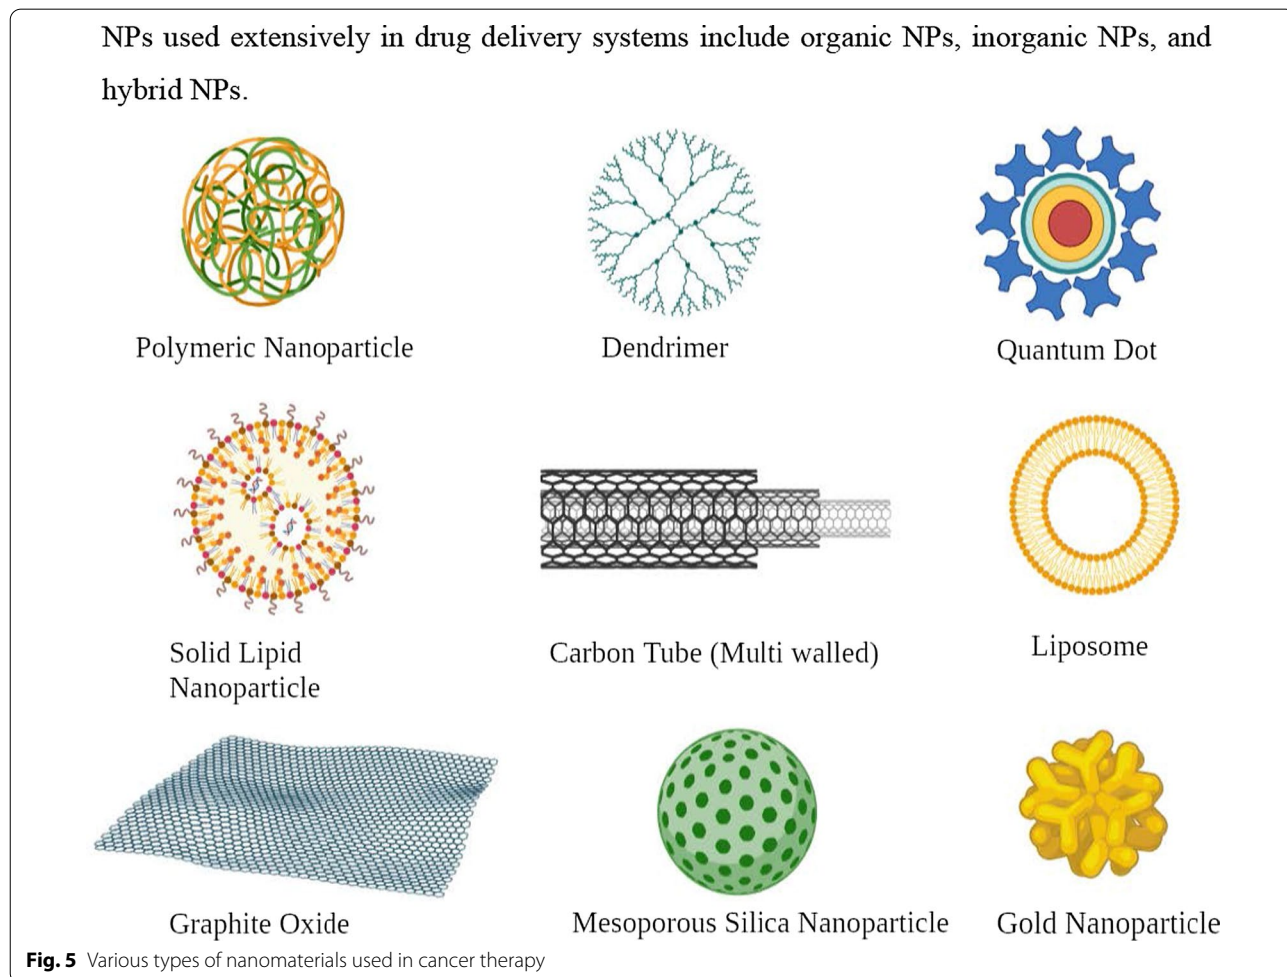 NPs used extensively in drug delivery systems include organic NPs, inorganic NPs, and
hybrid NPs.
Polymeric Nanoparticle
Dendrimer
Quantum Dot
Solid Lipid
Nanoparticle
Carbon Tube (Multi walled)
Liposome
Graphite Oxide
Mesoporous Silica Nanoparticle
Gold Nanoparticle
Fig. 5 Various types of nanomaterials used in cancer therapy